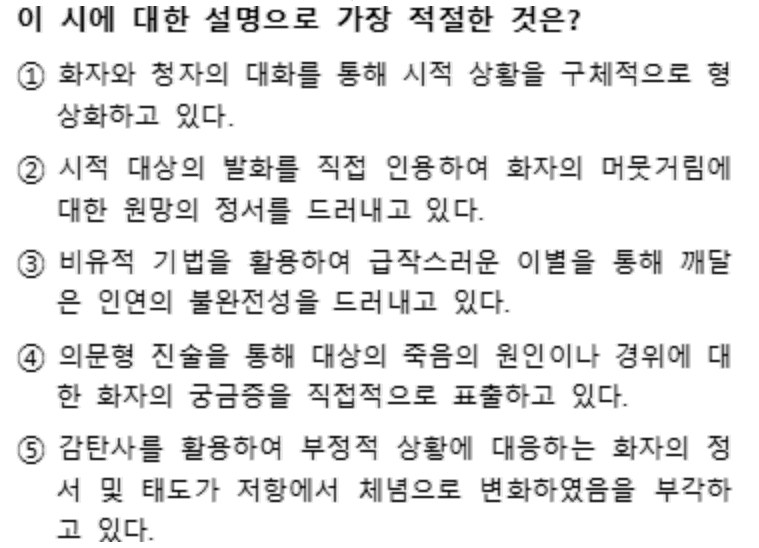 이 시에 대한 설명으로 가장 적절한 것은?
① 화자와 청자의 대화를 통해 시적 상황을 구체적으로 형
상화하고 있다.
② 시적 대상의 발화를 직접 인용하여 화자의 머뭇거림에
대한 원망의 정서를 드러내고 있다.
③ 비유적 기법을 활용하여 급작스러운 이별을 통해 깨달
은 인연의 불완전성을 드러내고 있다.
④ 의문형 진술을 통해 대상의 죽음의 원인이나 경위에 대
한 화자의 궁금증을 직접적으로 표출하고 있다.
⑤ 감탄사를 활용하여 부정적 상황에 대응하는 화자의 정
서 및 태도가 저항에서 체념으로 변화하였음을 부각하
고 있다.